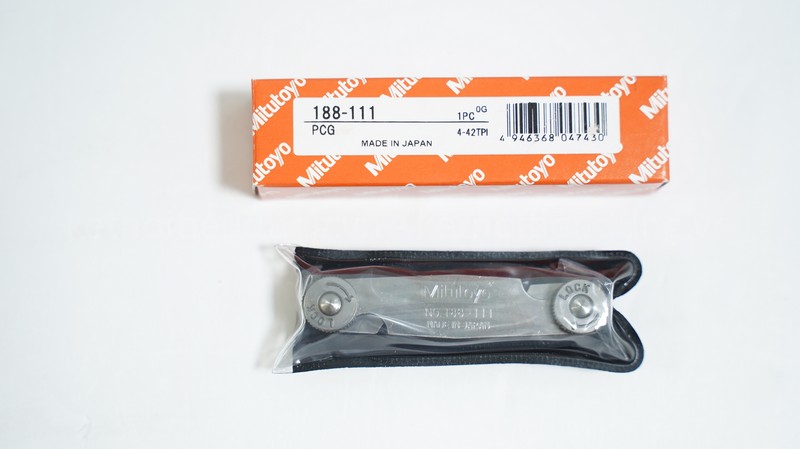 Mitutoyo
188-111
1PC 0G
PCG
4-42TPI
MADE IN JAPAN
4 946368 047430
Mitutoyo
Mitutoyo
Mitutoyo
Mitutoyo
LOCK
Mitutoyo
NO.188-111
MADE IN JAPAN
LOCK